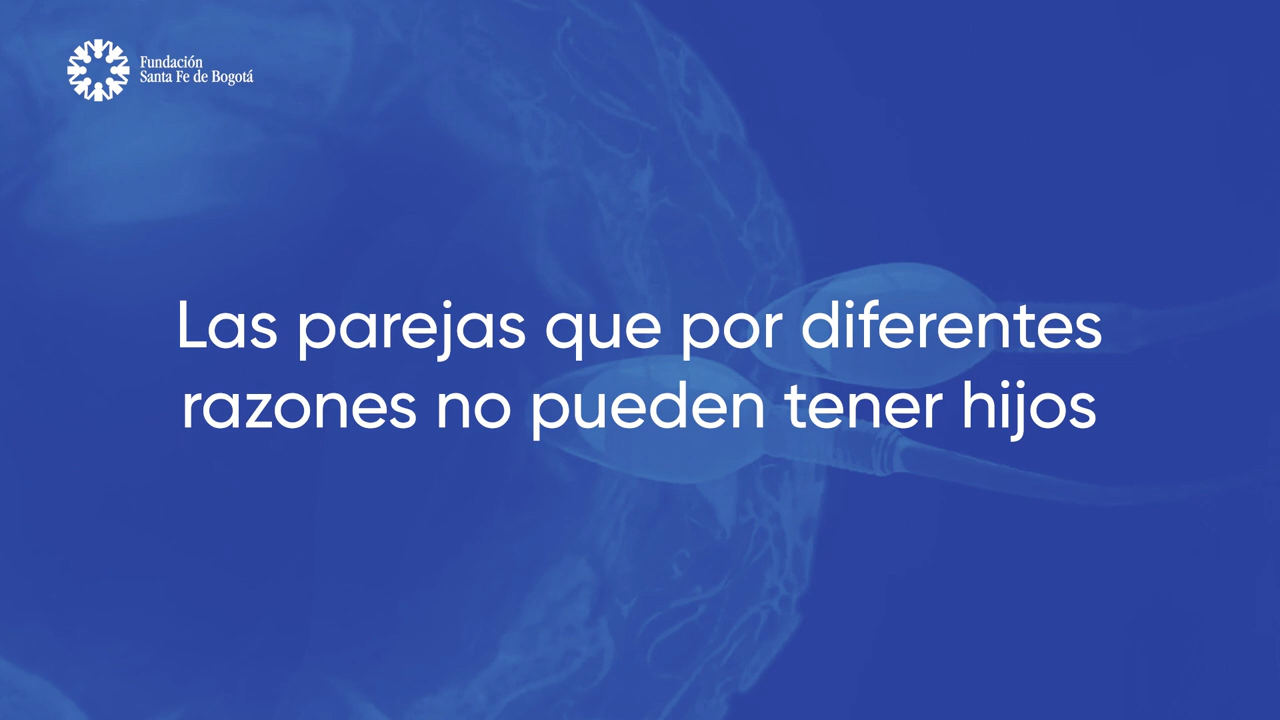 Fundación
Santa Fe de Bogotá
Las parejas que por diferentes
razones no pueden tener hijos